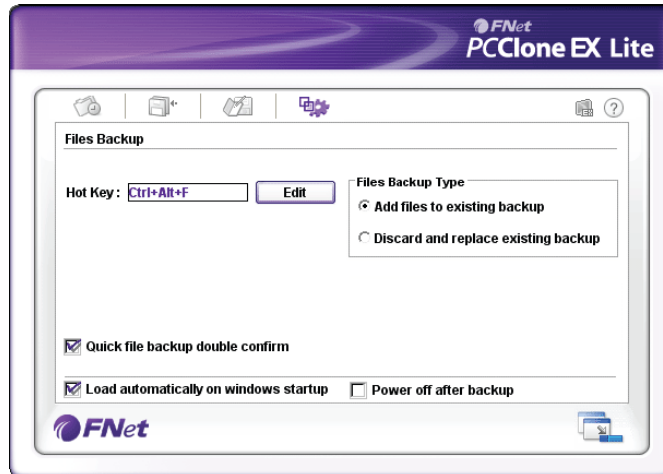 FNet
PCClone EX Lite
?
Files Backup
Hot Key : Ctrl+Alt+F Edit
Files Backup Type
Add files to existing backup
Discard and replace existing backup
Quick file backup double confirm
Load automatically on windows startup Power off after backup
FNet